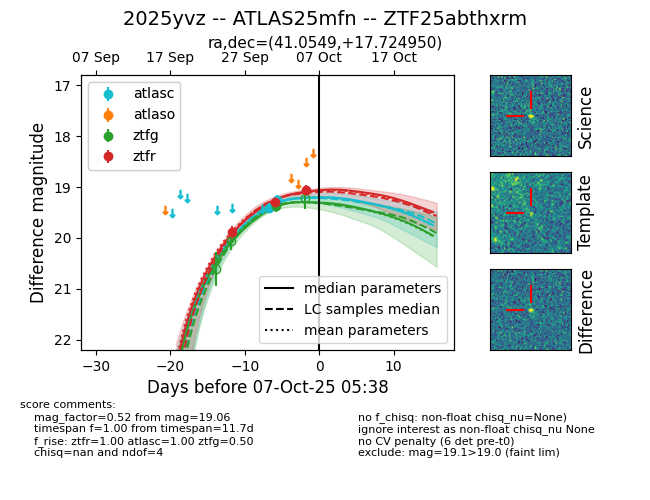 2025yvz -- ATLAS25mfn -- ZTF25abthxrm
ra,dec=(41.0549,+17.724950)
07 Sep 17 Sep 27 Sep 07 Oct 17 Oct
atlasc
atlaso
ztfg
ztfr
17
18
19
20
21
22
Difference magnitude
median parameters
LC samples median
mean parameters
−30 −20 −10 0 10
Days before 07-Oct-25 05:38
Science
Template
Difference
score comments:
mag_factor=0.52 from mag=19.06
timespan f=1.00 from timespan=11.7d
f_rise: ztfr=1.00 atlasc=1.00 ztfg=0.50
chisq=nan and ndof=4
no f_chisq: non-float chisq_nu=None)
ignore interest as non-float chisq_nu None
no CV penalty (6 det pre-t0)
exclude: mag=19.1>19.0 (faint lim)